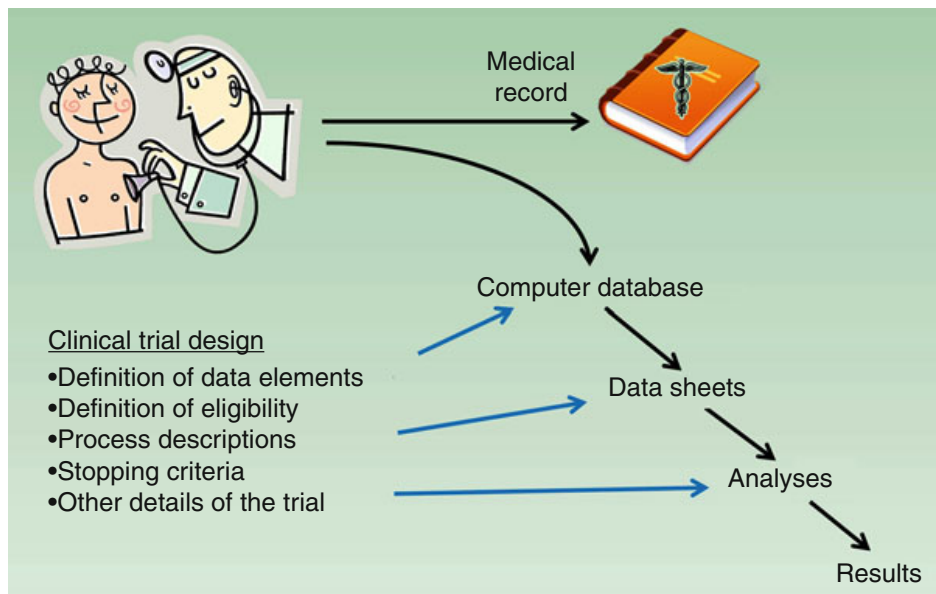 Medical
record
Computer database
Clinical trial design
•Definition of data elements
•Definition of eligibility
•Process descriptions
•Stopping criteria
•Other details of the trial
Data sheets
Analyses
Results